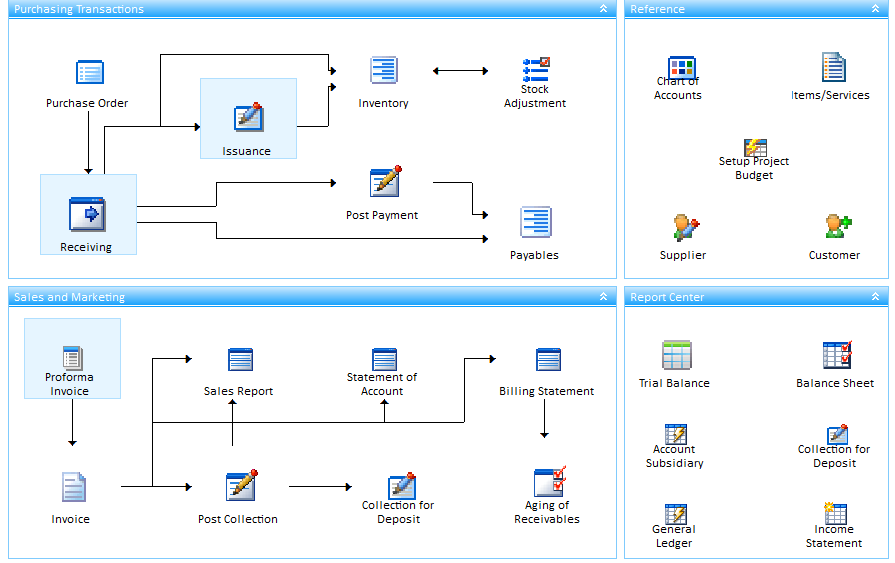 Purchasing Transactions
Purchase Order
Inventory
Stock
Adjustment
Issuance
Receiving
Post Payment
Payables
Reference
Chart of
Accounts
Items/Services
Setup Project
Budget
Supplier
Customer
Sales and Marketing
Proforma
Invoice
Sales Report
Statement of
Account
Billing Statement
Invoice
Post Collection
Collection for
Deposit
Aging of
Receivables
Report Center
Trial Balance
Balance Sheet
Account
Subsidiary
Collection for
Deposit
General
Ledger
Income
Statement